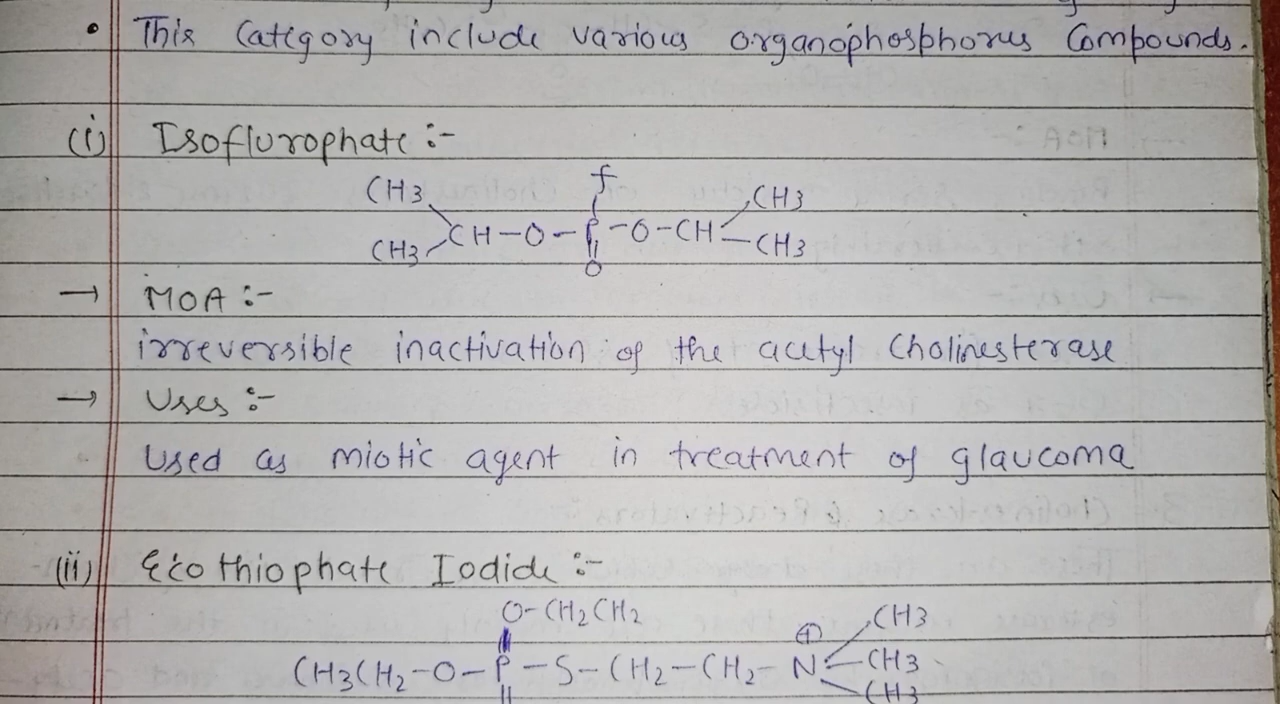 • This Category include various organophosphorus Compounds.
(i) Isoflurophate :-
CH3 F CH3
CH-O-P-O-CH
CH3 O CH3
→ MOA :-
irreversible inactivation of the acetyl Cholinesterase
→ Uses :-
Used as miotic agent in treatment of glaucoma
(ii) Ecothiophate Iodide :-
O-CH2CH2
⊕ CH3
CH3CH2-O-P-S-CH2-CH2-N-CH3
CH3